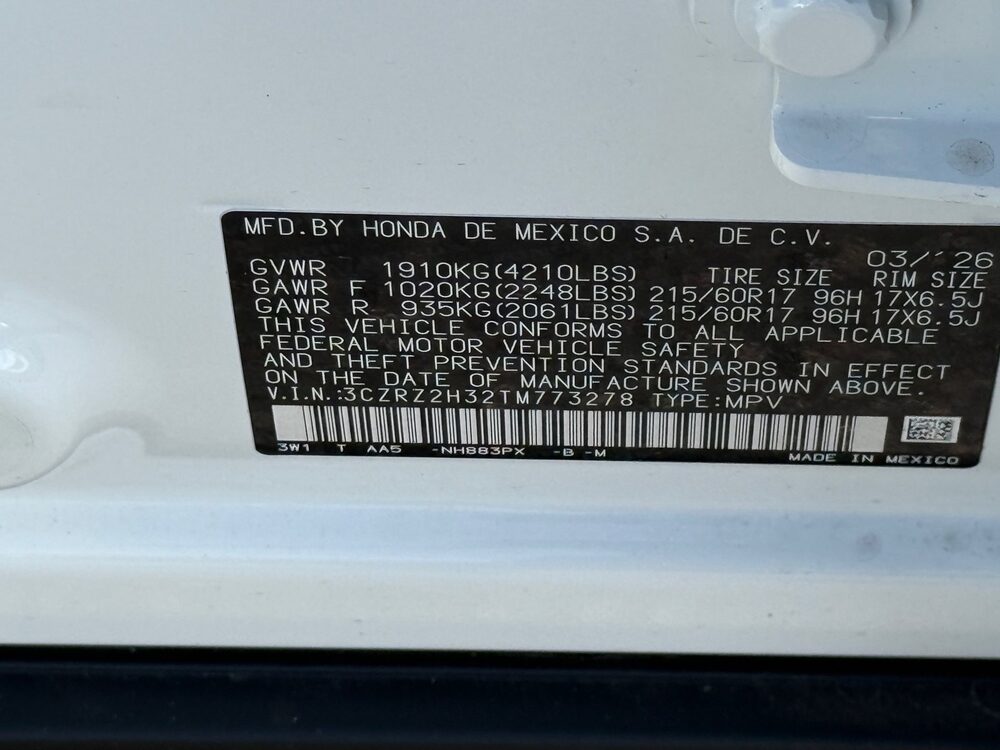 MFD.BY HONDA DE MEXICO S.A. DE C.V.
03/'26
GVWR 1910KG(4210LBS) TIRE SIZE RIM SIZE
GAWR F 1020KG(2248LBS) 215/60R17 96H 17X6.5J
GAWR R 935KG(2061LBS) 215/60R17 96H 17X6.5J
THIS VEHICLE CONFORMS TO ALL APPLICABLE
FEDERAL MOTOR VEHICLE SAFETY
AND THEFT PREVENTION STANDARDS IN EFFECT
ON THE DATE OF MANUFACTURE SHOWN ABOVE.
V.I.N.:3CZRZ2H32TM773278 TYPE:MPV
3W1 T AA5 -NH883PX -B -M MADE IN MEXICO